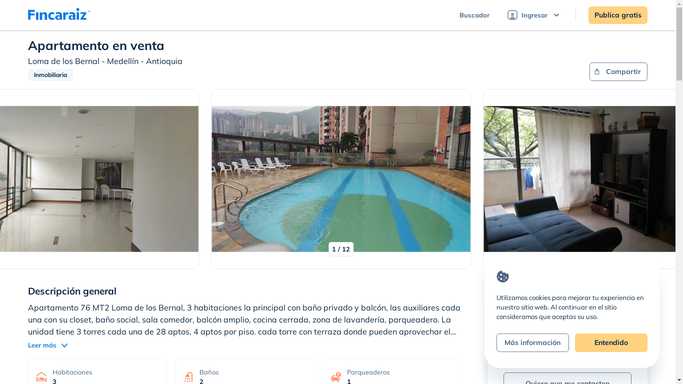 Fincaraiz
Buscador
Ingresar
Publica gratis
Apartamento en venta
Loma de los Bernal - Medellín - Antioquia
Inmobiliaria
Compartir
1 / 12
Descripción general
Apartamento 76 MT2 Loma de los Bernal, 3 habitaciones la principal con baño privado y balcón, las auxiliares cada
una con su closet, baño social, sala comedor, balcón amplio, cocina cerrada, zona de lavandería, parqueadero. La
unidad tiene 3 torres cada una de 28 aptos, 4 aptos por piso, cada torre con terraza donde pueden aprovechar el...
Leer más
Habitaciones
3
Baños
2
Parqueaderos
1
Utilizamos cookies para mejorar tu experiencia en
nuestro sitio web. Al continuar en el sitio
consideramos que aceptas su uso.
Más información
Entendido
Quiero que me contacten